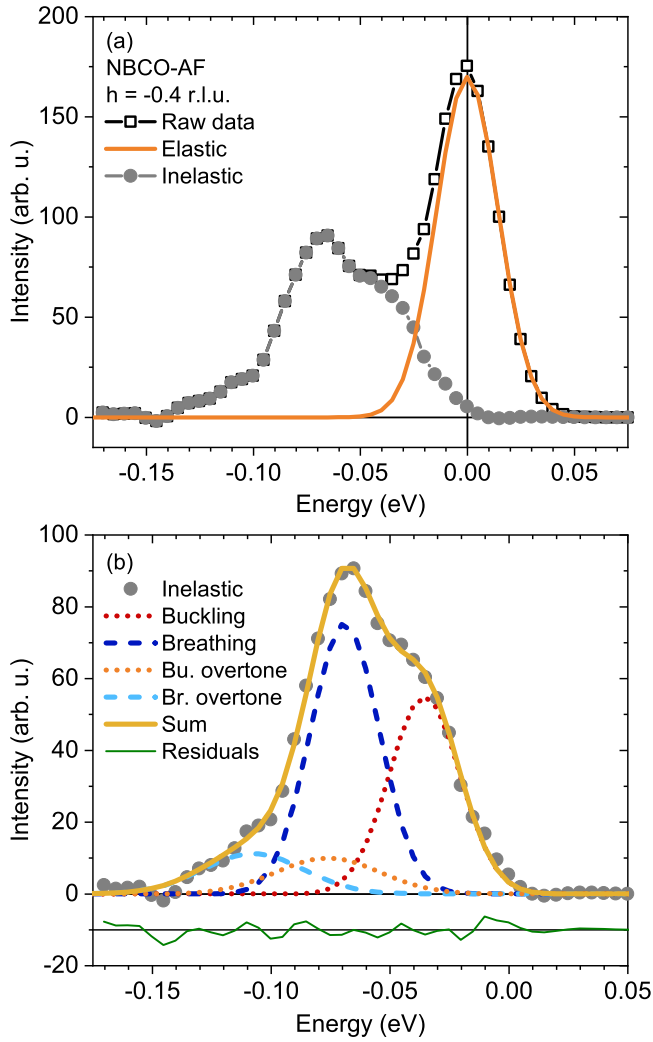 (a)
NBCO-AF
h = -0.4 r.l.u.
Raw data
Elastic
Inelastic
200
150
100
50
0
Intensity (arb. u.)
-0.15
-0.10
-0.05
0.00
0.05
Energy (eV)
(b)
Inelastic
Buckling
Breathing
Bu. overtone
Br. overtone
Sum
Residuals
100
80
60
40
20
0
-20
Intensity (arb. u.)
-0.15
-0.10
-0.05
0.00
0.05
Energy (eV)